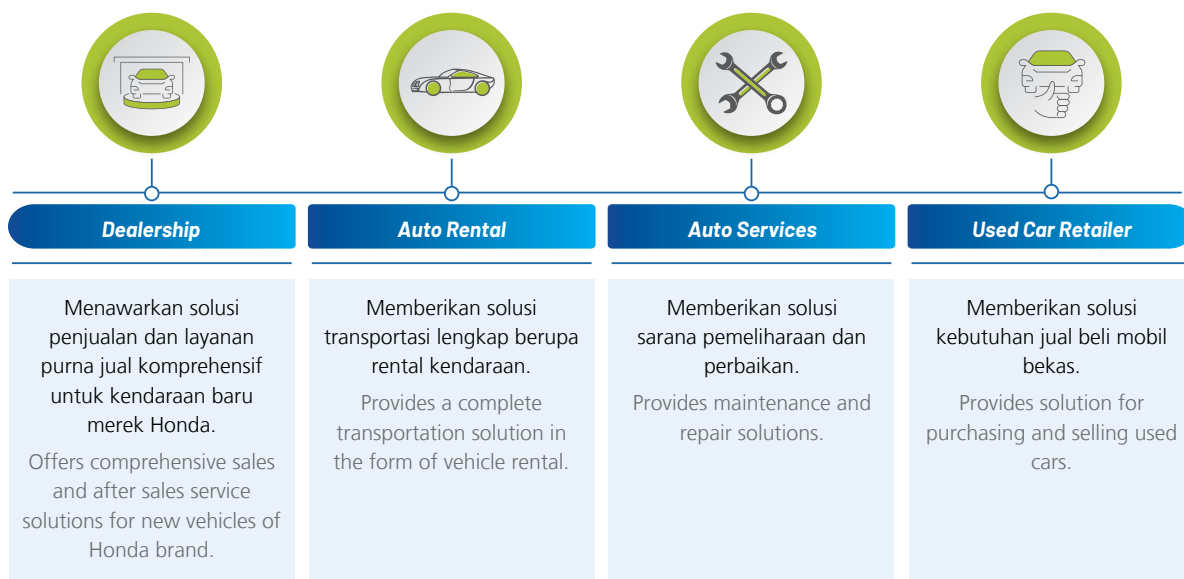 Dealership
Menawarkan solusi
penjualan dan layanan
purna jual komprehensif
untuk kendaraan baru
merek Honda.
Offers comprehensive sales
and after sales service
solutions for new vehicles of
Honda brand.
Auto Rental
Memberikan solusi
transportasi lengkap berupa
rental kendaraan.
Provides a complete
transportation solution in
the form of vehicle rental.
Auto Services
Memberikan solusi
sarana pemeliharaan dan
perbaikan.
Provides maintenance and
repair solutions.
Used Car Retailer
Memberikan solusi
kebutuhan jual beli mobil
bekas.
Provides solution for
purchasing and selling used
cars.